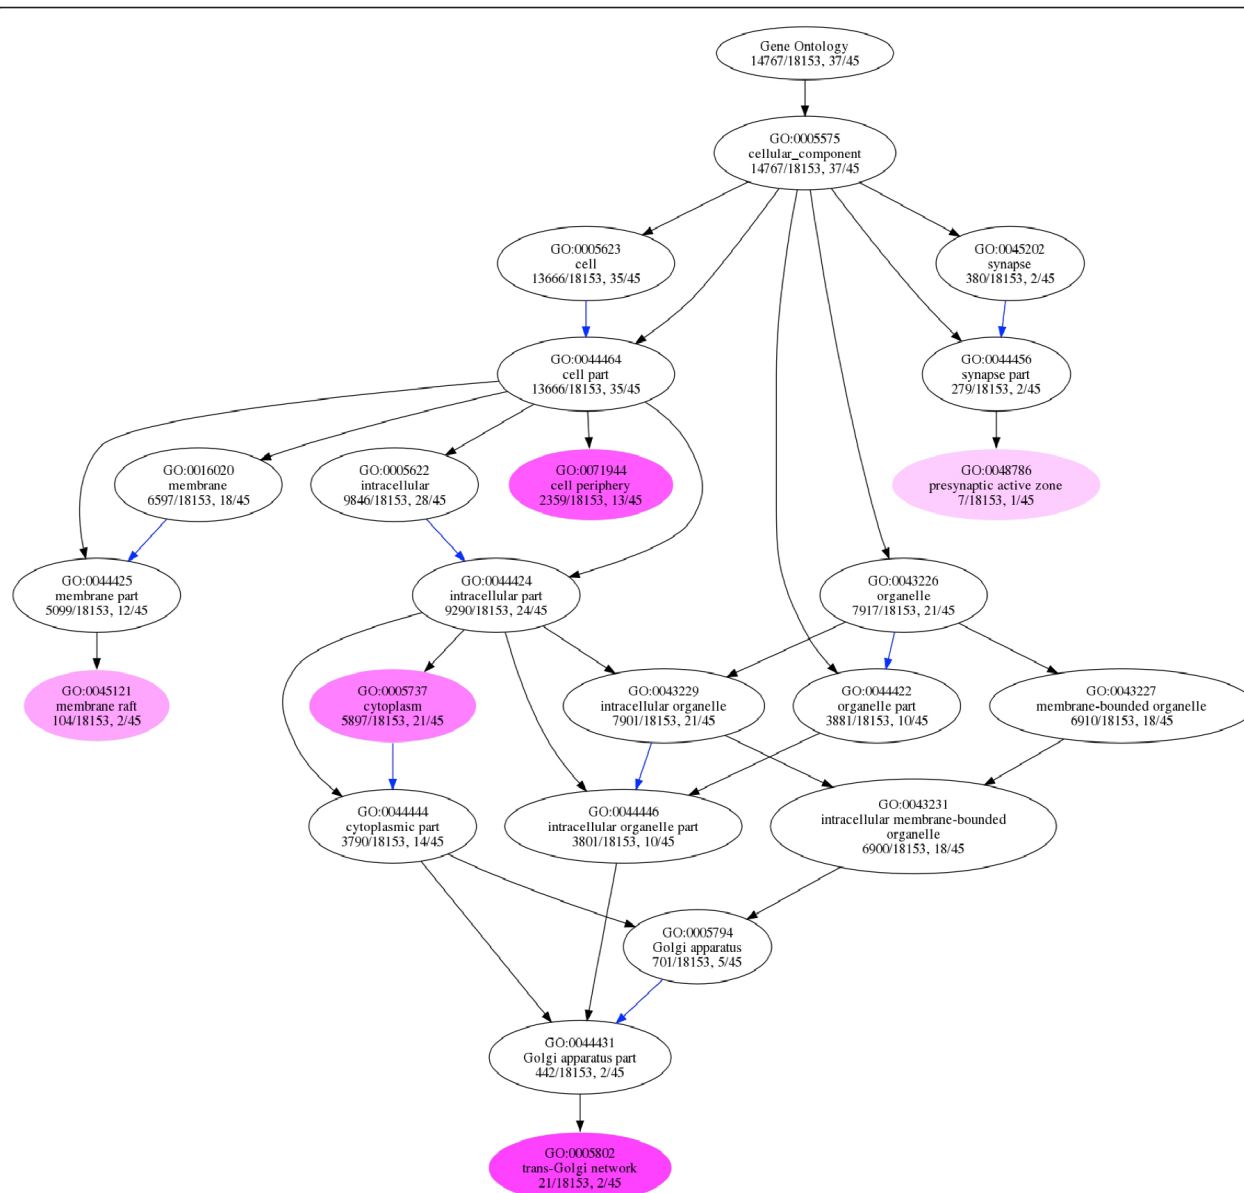 Gene Ontology
14767/18153, 37/45
GO:0005575
cellular_component
14767/18153, 37/45
GO:0005623
cell
13666/18153, 35/45
GO:0045202
synapse
380/18153, 2/45
GO:0044464
cell part
13666/18153, 35/45
GO:0044456
synapse part
279/18153, 2/45
GO:0016020
membrane
6597/18153, 18/45
GO:0005622
intracellular
9846/18153, 28/45
GO:0071944
cell periphery
2359/18153, 13/45
GO:0048786
presynaptic active zone
7/18153, 1/45
GO:0044425
membrane part
5099/18153, 12/45
GO:0044424
intracellular part
9290/18153, 24/45
GO:0043226
organelle
7917/18153, 21/45
GO:0045121
membrane raft
104/18153, 2/45
GO:0005737
cytoplasm
5897/18153, 21/45
GO:0043229
intracellular organelle
7901/18153, 21/45
GO:0044422
organelle part
3881/18153, 10/45
GO:0043227
membrane-bounded organelle
6910/18153, 18/45
GO:0044444
cytoplasmic part
3790/18153, 14/45
GO:0044446
intracellular organelle part
3801/18153, 10/45
GO:0043231
intracellular membrane-bounded
organelle
6900/18153, 18/45
GO:0005794
Golgi apparatus
701/18153, 5/45
GO:0044431
Golgi apparatus part
442/18153, 2/45
GO:0005802
trans-Golgi network
21/18153, 2/45